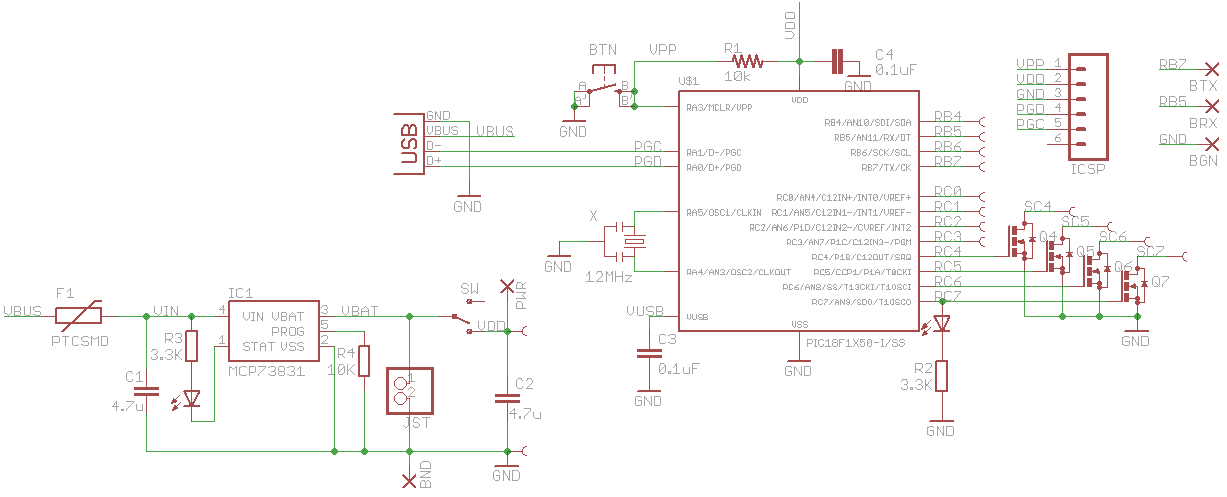 BTN
VPP
R1
10k
VDD
C4
0.1uF
GND
U$1
A
A'
B
B'
GND
VDD
RA3/MCLR/VPP
RA1/D-/PGC
RA0/D+/PGD
RA5/OSC1/CLKIN
RA4/AN3/OSC2/CLKOUT
VUSB
VSS
RB4/AN10/SDI/SDA
RB5/AN11/RX/DT
RB6/SCK/SCL
RB7/TX/CK
RC0/AN4/C12IN+/INT0/VREF+
RC1/AN5/C12IN1-/INT1/VREF-
RC2/AN6/P1D/C12IN2-/CVREF/INT2
RC3/AN7/P1C/C12IN3-/PGM
RC4/P1B/C12OUT/SRQ
RC5/CCP1/P1A/T0CKI
RC6/AN8/SS/T13CKI/T1OSCI
RC7/AN9/SDO/T1OSCO
PIC18F1X50-I/SS
RB4
RB5
RB6
RB7
RC0
RC1
RC2
RC3
RC4
RC5
RC6
RC7
USB
GND
VBUS
D-
D+
VBUS
PGC
PGD
GND
X
GND
12MHz
VUSB
C3
0.1uF
GND
GND
VPP 1
VDD 2
GND 3
PGD 4
PGC 5
6
ICSP
RB7
BTX
RB5
BRX
GND
BGN
SC4
SC5
SC6
SC7
Q4
Q5
Q6
Q7
GND
R2
3.3K
GND
VBUS
F1
PTCSMD
VIN
C1
4.7u
R3
3.3K
IC1
4
1
VIN VBAT
PROG
STAT VSS
MCP73831
3
5
2
VBAT
R4
10K
1
2
JST
SW
PWR
VDD
C2
4.7u
BND
GND